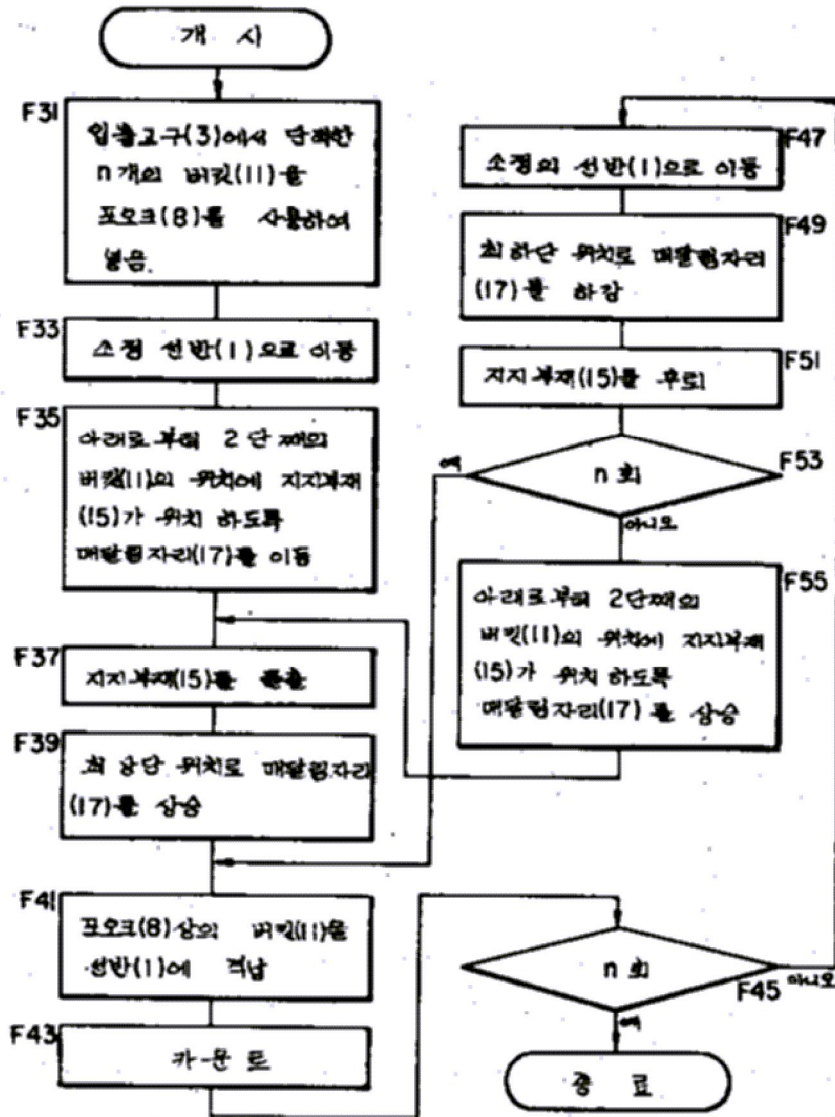 개 시
F31
입출고구(3)에서 단적한
n개의 버킷(11)을
포오크(8)를 사용하여
넣음.
F33
소정 선반(1)으로 이동
F35
아래로부터 2단째의
버킷(11)의 위치에 지지부재
(15)가 위치 하도록
매달림자리(17)를 이동
F37
지지부재(15)를 돌출
F39
최상단 위치로 매달림자리
(17)를 상승
F41
포오크(8)상의 버킷(11)을
선반(1)에 격납
F43
카운트
F47
소정의 선반(1)으로 이동
F49
최하단 위치로 매달림자리
(17)를 하강
F51
지지부재(15)를 후퇴
예
n회
F53
아니오
F55
아래로부터 2단째의
버킷(11)의 위치에 지지부재
(15)가 위치 하도록
매달림자리(17)를 상승
n회
F45
아니오
예
종 료